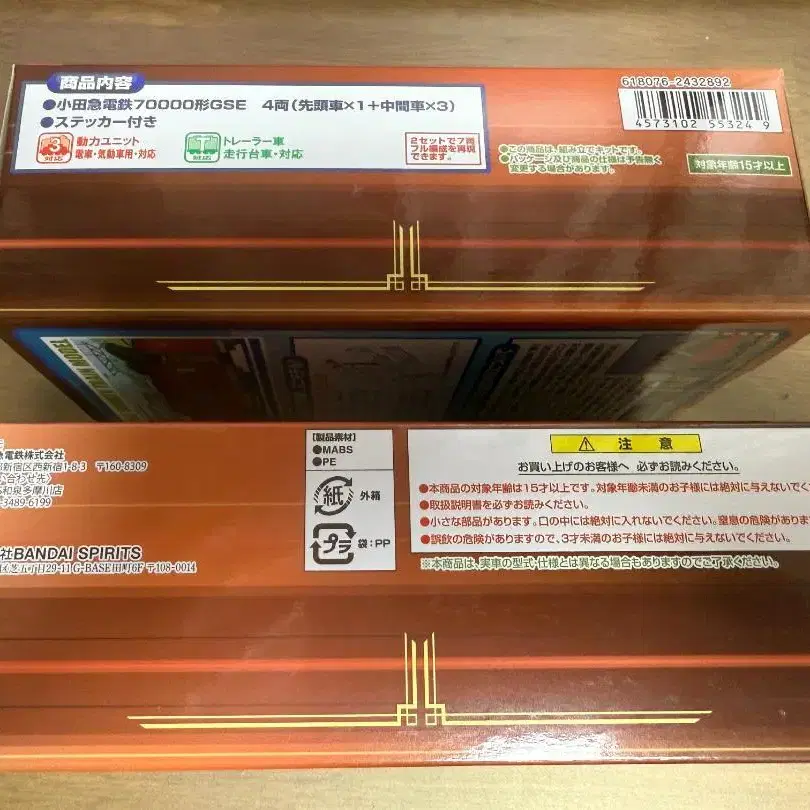 商品内容
●小田急電鉄70000形GSE 4両(先頭車×1+中間車×3)
●ステッカー付き
3
対応
動力ユニット
電車・気動車用・対応
T1
対応
トレーラー車
走行台車・対応
2セットで7両
フル編成を再現
できます。
●この商品は、組み立てキットです。
●パッケージ及び商品の仕様は予告無く
変更する場合があります。
618076-2432892
4573102 55324 9
対象年齢15才以上
急電鉄株式会社
新宿区西新宿1-8-3 〒160-8309
い合わせ先〉
和泉多摩川店
3489-6199
社BANDAI SPIRITS
29-11 〒108-0014
【製品素材】
●MABS
●PE
紙
外箱
プラ
袋:PP
注意
お買い上げのお客様へ 必ずお読みください。
●本商品の対象年齢は15才以上です。対象年齢未満のお子様には絶対に与えないでく
●取扱説明書を必ずお読みください。
●小さな部品があります。口の中には絶対に入れないでください。窒息の危険があります
●誤飲の危険がありますので、3才未満のお子様には絶対に与えないでください。
※本商品は、実車の型式・仕様とは異なる場合もありますのでご了承ください。